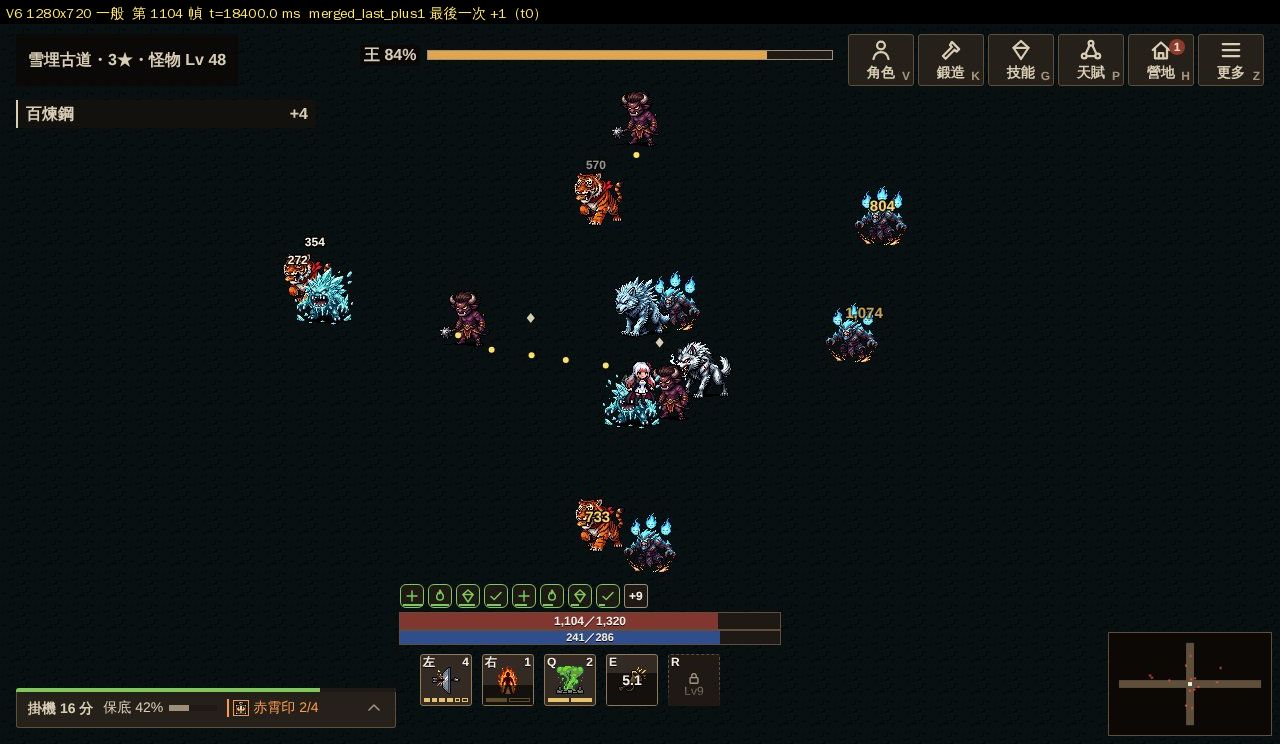 V6 1280x720 一般 第 1104 幀 t=18400.0 ms merged_last_plus1 最後一次 +1（t0）
雪埋古道・3★・怪物 Lv 48
王 84%
角色 V
鍛造 K
技能 G
天賦 P
營地 H 1
更多 Z
百煉鋼 +4
570
804
354
272
1,074
733
+9
1,104／1,320
241／286
左 4
右 1
Q 2
E 5.1
R Lv9
掛機 16 分 保底 42% 赤霄印 2/4